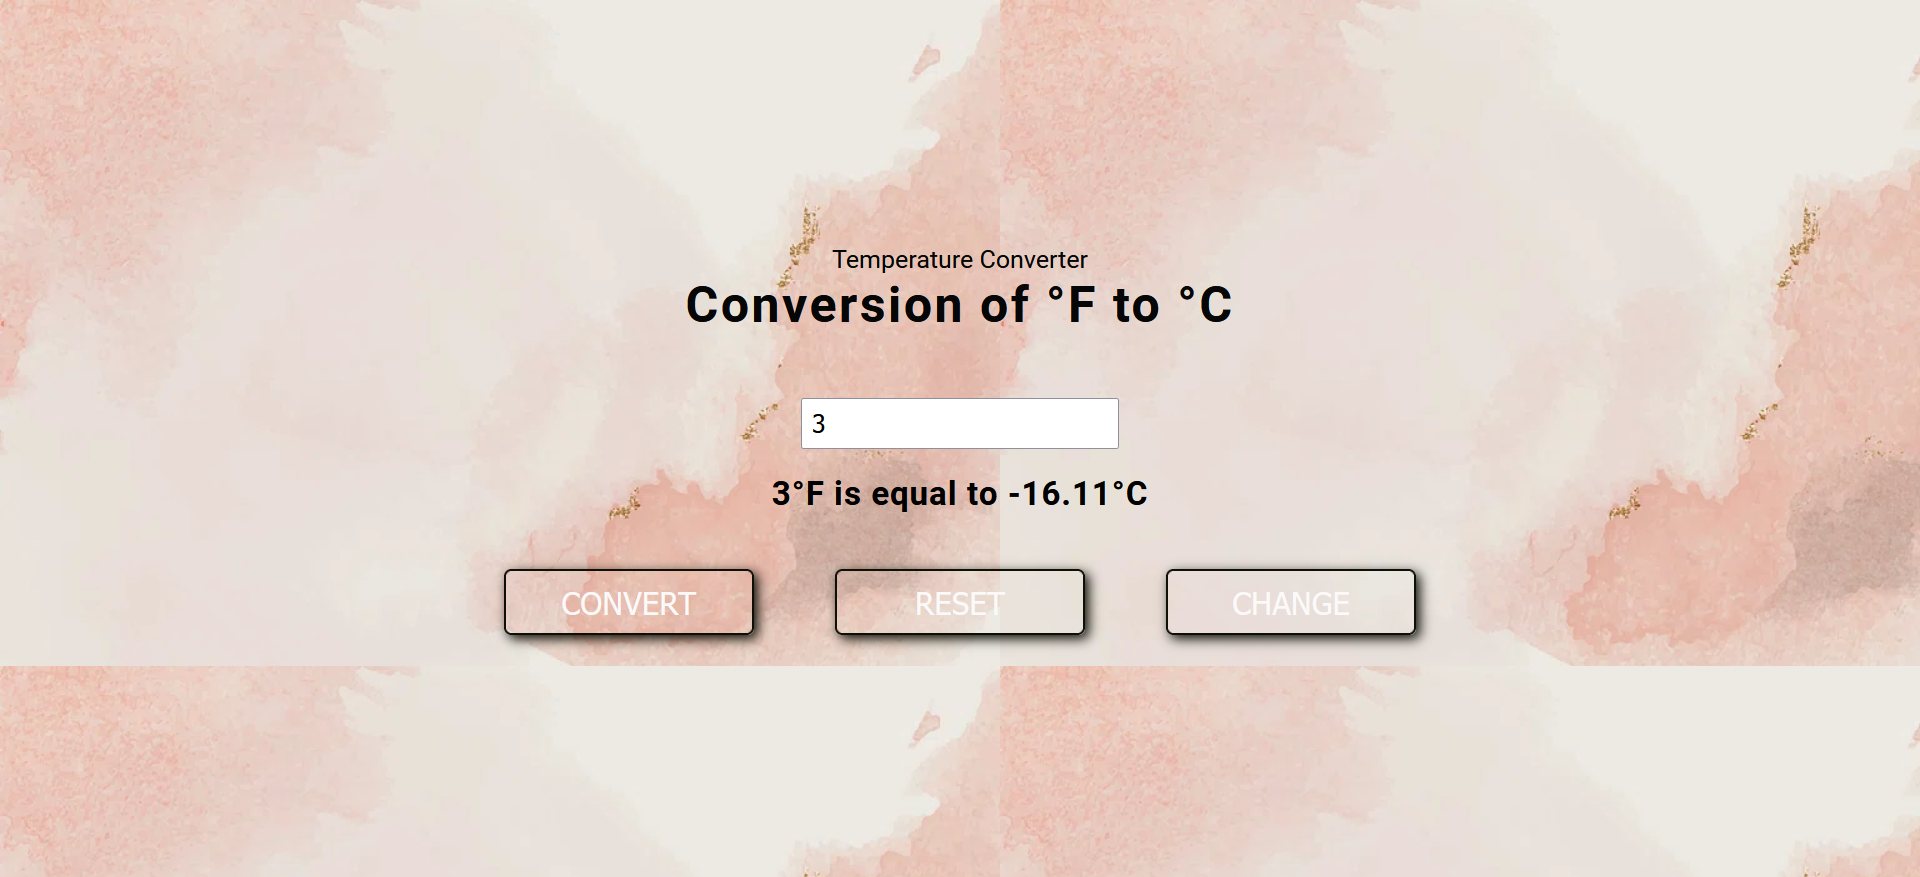 Temperature Converter
Conversion of °F to °C
3
3°F is equal to -16.11°C
CONVERT
RESET
CHANGE